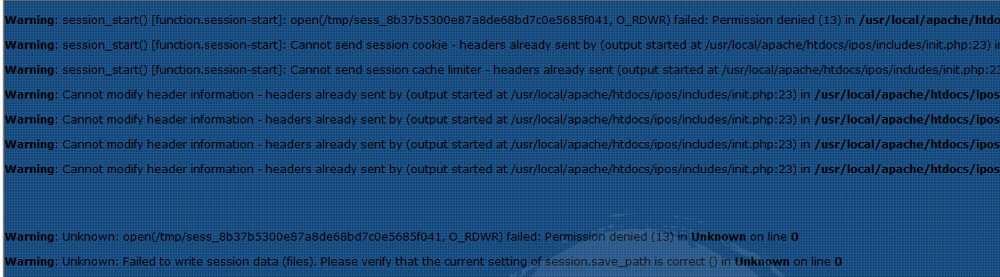 Warning: session_start() [function.session-start]: open(/tmp/sess_8b37b5300e87a8de68bd7c0e5685f041, O_RDWR) failed: Permission denied (13) in /usr/local/apache/htdo
Warning: session_start() [function.session-start]: Cannot send session cookie - headers already sent by (output started at /usr/local/apache/htdocs/ipos/includes/init.php:23) i
Warning: session_start() [function.session-start]: Cannot send session cache limiter - headers already sent (output started at /usr/local/apache/htdocs/ipos/includes/init.php:23
Warning: Cannot modify header information - headers already sent by (output started at /usr/local/apache/htdocs/ipos/includes/init.php:23) in /usr/local/apache/htdocs/ipos
Warning: Cannot modify header information - headers already sent by (output started at /usr/local/apache/htdocs/ipos/includes/init.php:23) in /usr/local/apache/htdocs/ipos
Warning: Cannot modify header information - headers already sent by (output started at /usr/local/apache/htdocs/ipos/includes/init.php:23) in /usr/local/apache/htdocs/ipos
Warning: Cannot modify header information - headers already sent by (output started at /usr/local/apache/htdocs/ipos/includes/init.php:23) in /usr/local/apache/htdocs/ipos
Warning: Unknown: open(/tmp/sess_8b37b5300e87a8de68bd7c0e5685f041, O_RDWR) failed: Permission denied (13) in Unknown on line 0
Warning: Unknown: Failed to write session data (files). Please verify that the current setting of session.save_path is correct () in Unknown on line 0